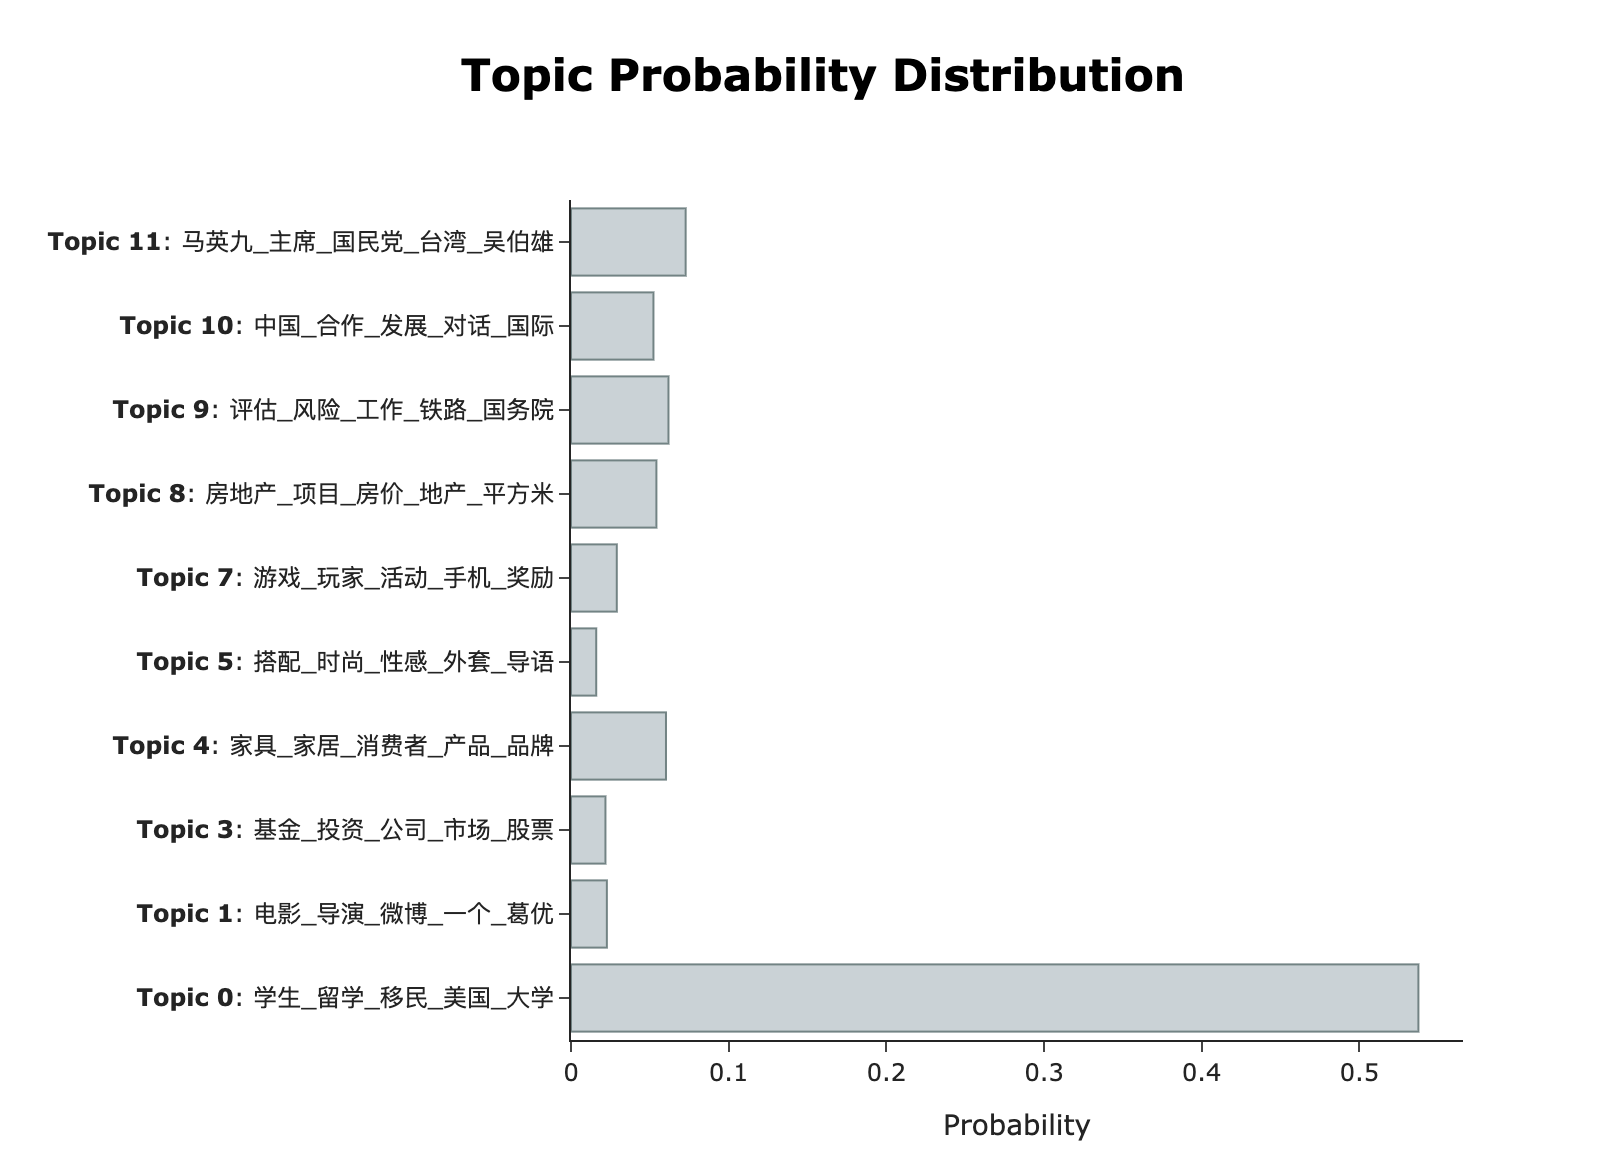 Topic Probability Distribution
Topic 11: 马英九_主席_国民党_台湾_吴伯雄
Topic 10: 中国_合作_发展_对话_国际
Topic 9: 评估_风险_工作_铁路_国务院
Topic 8: 房地产_项目_房价_地产_平方米
Topic 7: 游戏_玩家_活动_手机_奖励
Topic 5: 搭配_时尚_性感_外套_导语
Topic 4: 家具_家居_消费者_产品_品牌
Topic 3: 基金_投资_公司_市场_股票
Topic 1: 电影_导演_微博_一个_葛优
Topic 0: 学生_留学_移民_美国_大学
0 0.1 0.2 0.3 0.4 0.5
Probability